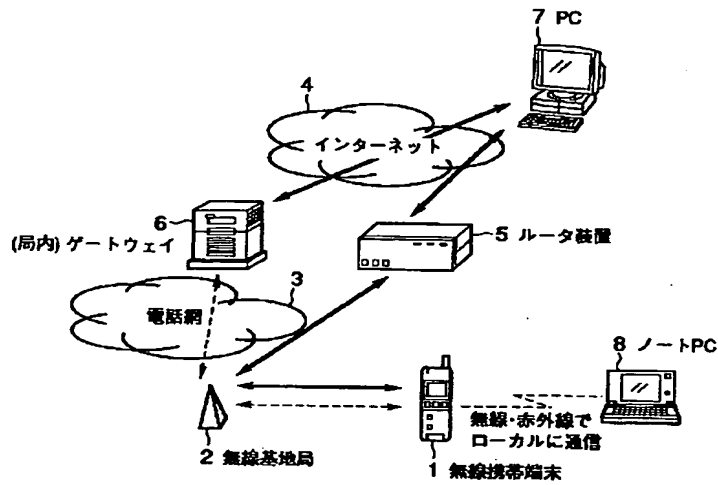 7 PC
4
インターネット
6
(局内) ゲートウェイ
5 ルータ装置
3
電話網
8 ノートPC
無線・赤外線で
ローカルに通信
2 無線基地局
1 無線携帯端末